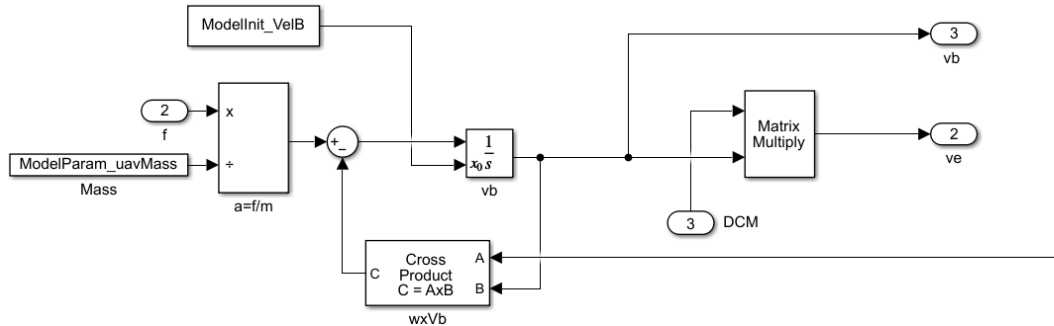 ModelInit_VelB
3
vb
2
f
x
÷
ModelParam_uavMass
Mass
a=f/m
+
−
1
s
x₀
vb
Matrix
Multiply
2
ve
3
DCM
Cross
Product
C = AxB
C
A
B
wxVb